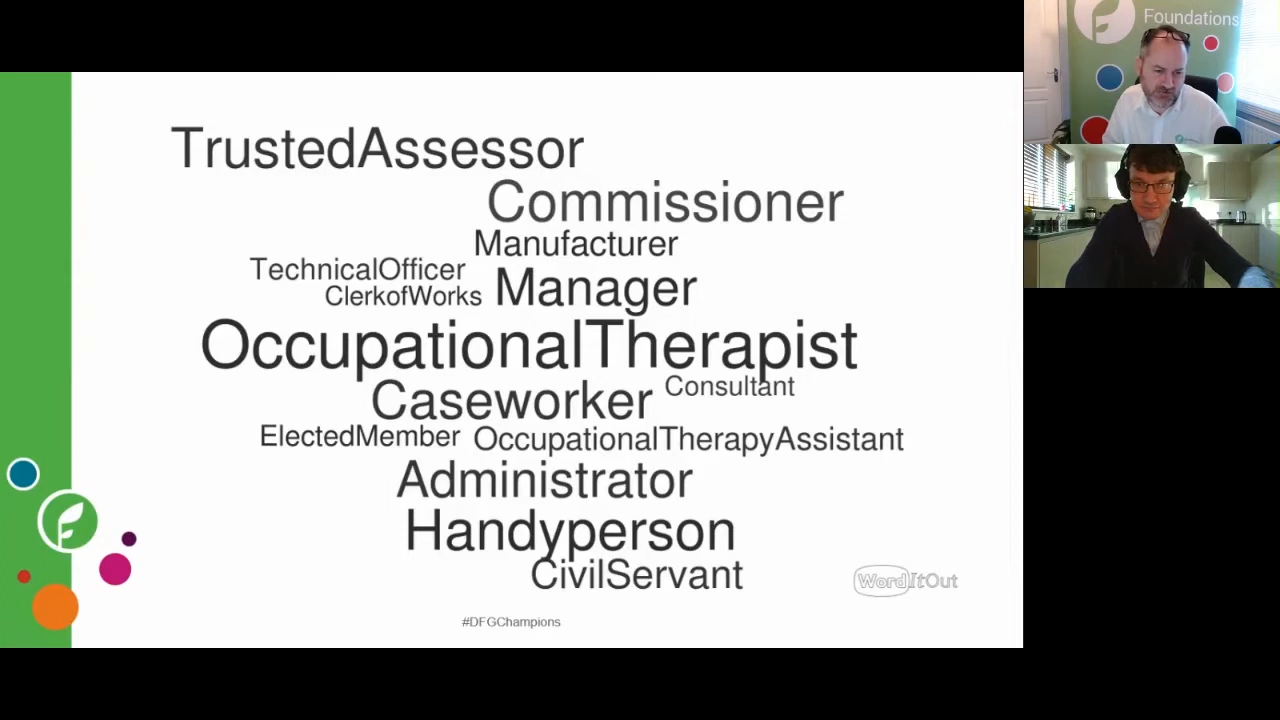 Foundations
TrustedAssessor
Commissioner
Manufacturer
TechnicalOfficer
ClerkofWorks
Manager
OccupationalTherapist
Caseworker
Consultant
ElectedMember
OccupationalTherapyAssistant
Administrator
Handyperson
CivilServant
WordItOut
#DFGChampions